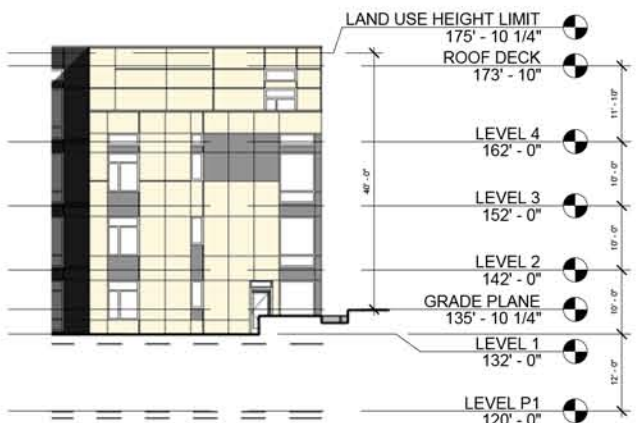 LAND USE HEIGHT LIMIT
175' - 10 1/4"
ROOF DECK
173' - 10"
11' - 10"
LEVEL 4
162' - 0"
40' - 0"
10' - 0"
LEVEL 3
152' - 0"
10' - 0"
LEVEL 2
142' - 0"
10' - 0"
GRADE PLANE
135' - 10 1/4"
LEVEL 1
132' - 0"
12' - 0"
LEVEL P1
120' - 0"